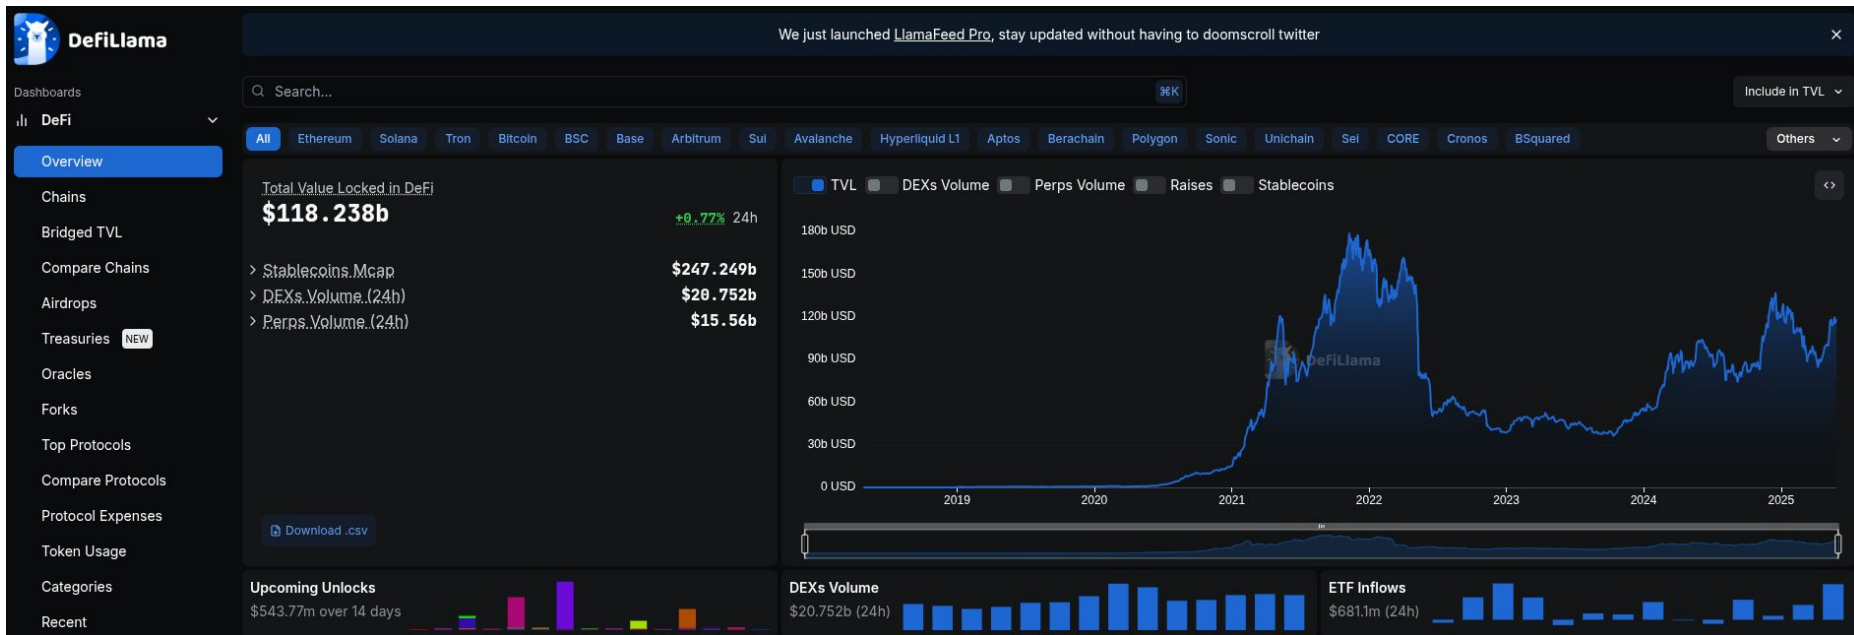 DefiLlama
We just launched LlamaFeed Pro, stay updated without having to doomscroll twitter
Search...
⌘K
Include in TVL
Dashboards
DeFi
Overview
Chains
Bridged TVL
Compare Chains
Airdrops
Treasuries NEW
Oracles
Forks
Top Protocols
Compare Protocols
Protocol Expenses
Token Usage
Categories
Recent
All Ethereum Solana Tron Bitcoin BSC Base Arbitrum Sui Avalanche Hyperliquid L1 Aptos Berachain Polygon Sonic Unichain Sei CORE Cronos BSquared Others
Total Value Locked in DeFi
$118.238b +0.77% 24h
Stablecoins Mcap $247.249b
DEXs Volume (24h) $20.752b
Perps Volume (24h) $15.56b
Download .csv
TVL DEXs Volume Perps Volume Raises Stablecoins
180b USD
150b USD
120b USD
90b USD
60b USD
30b USD
0 USD
DefiLlama
2019 2020 2021 2022 2023 2024 2025
Upcoming Unlocks
$543.77m over 14 days
DEXs Volume
$20.752b (24h)
ETF Inflows
$681.1m (24h)